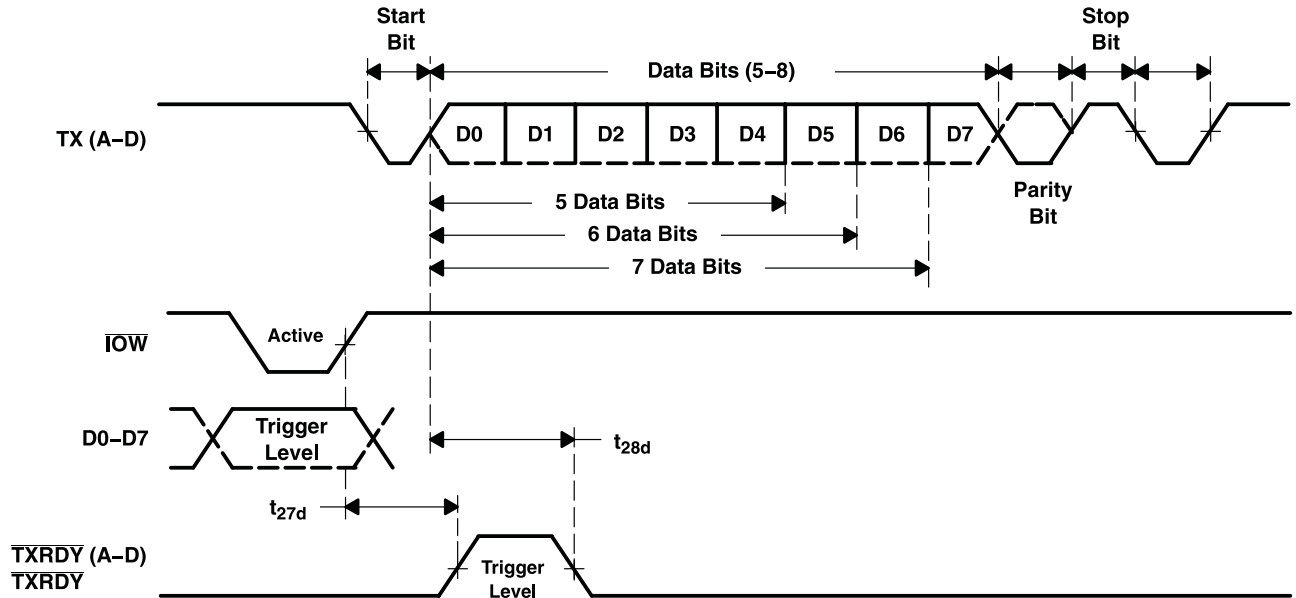 Start
Bit
Stop
Bit
Data Bits (5–8)
TX (A–D)
D0 D1 D2 D3 D4 D5 D6 D7
Parity
Bit
5 Data Bits
6 Data Bits
7 Data Bits
IOW
Active
D0–D7
Trigger
Level
t28d
t27d
TXRDY (A–D)
TXRDY
Trigger
Level